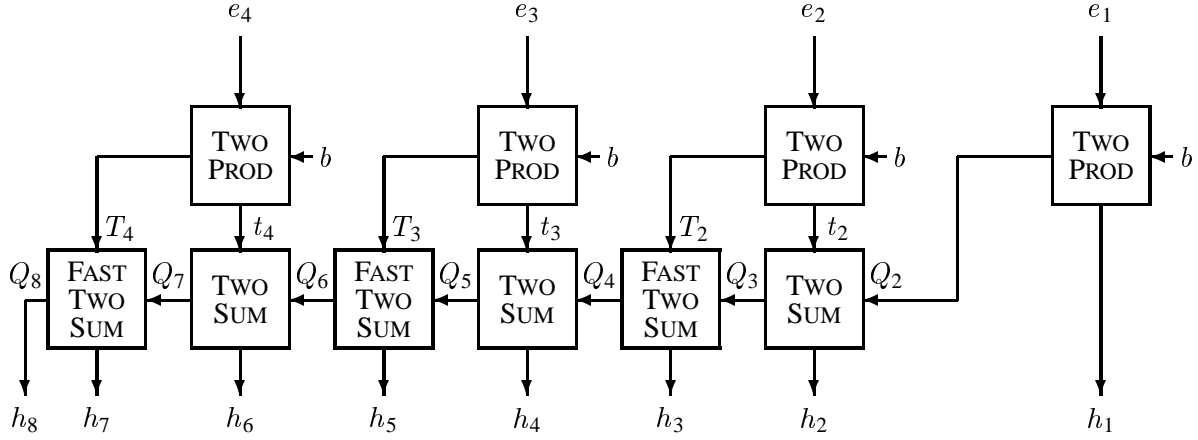 e₄ e₃ e₂ e₁
TWO PROD b TWO PROD b TWO PROD b TWO PROD b
T₄ t₄ T₃ t₃ T₂ t₂
Q₈ FAST TWO SUM Q₇ TWO SUM Q₆ FAST TWO SUM Q₅ TWO SUM Q₄ FAST TWO SUM Q₃ TWO SUM Q₂
h₈ h₇ h₆ h₅ h₄ h₃ h₂ h₁